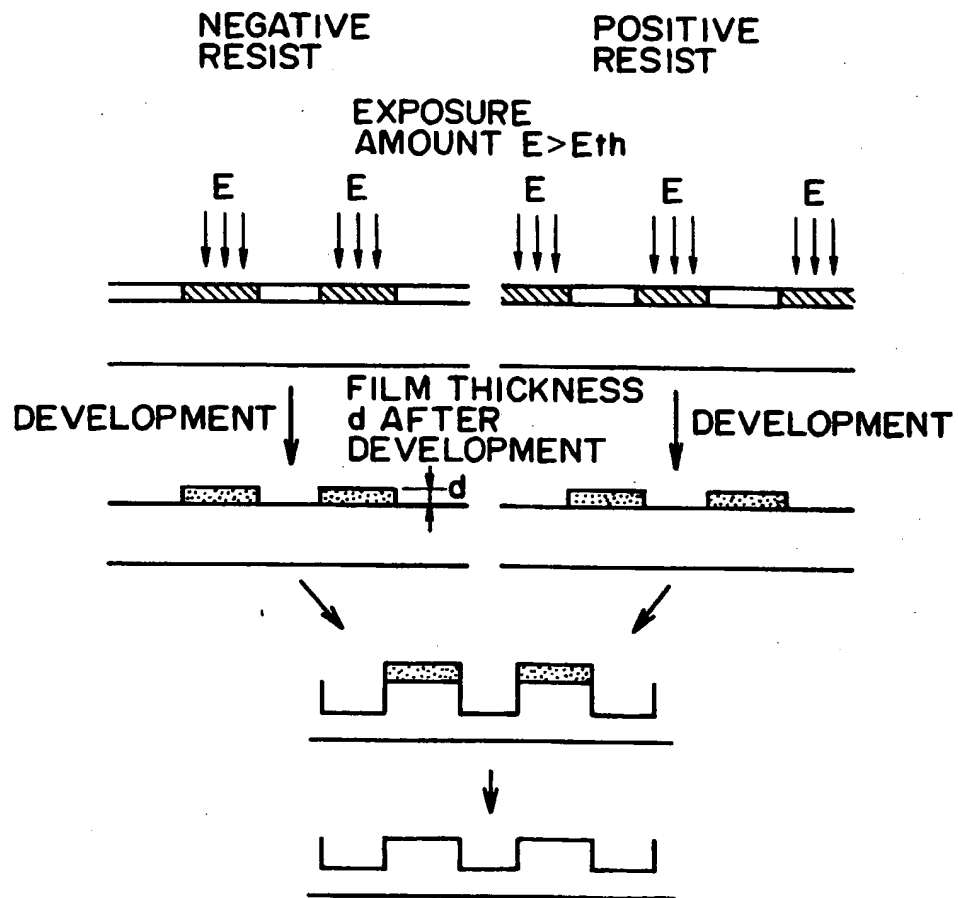 NEGATIVE
RESIST
POSITIVE
RESIST
EXPOSURE
AMOUNT E>Eth
E
E
E
E
E
DEVELOPMENT
FILM THICKNESS
d AFTER
DEVELOPMENT
DEVELOPMENT
d